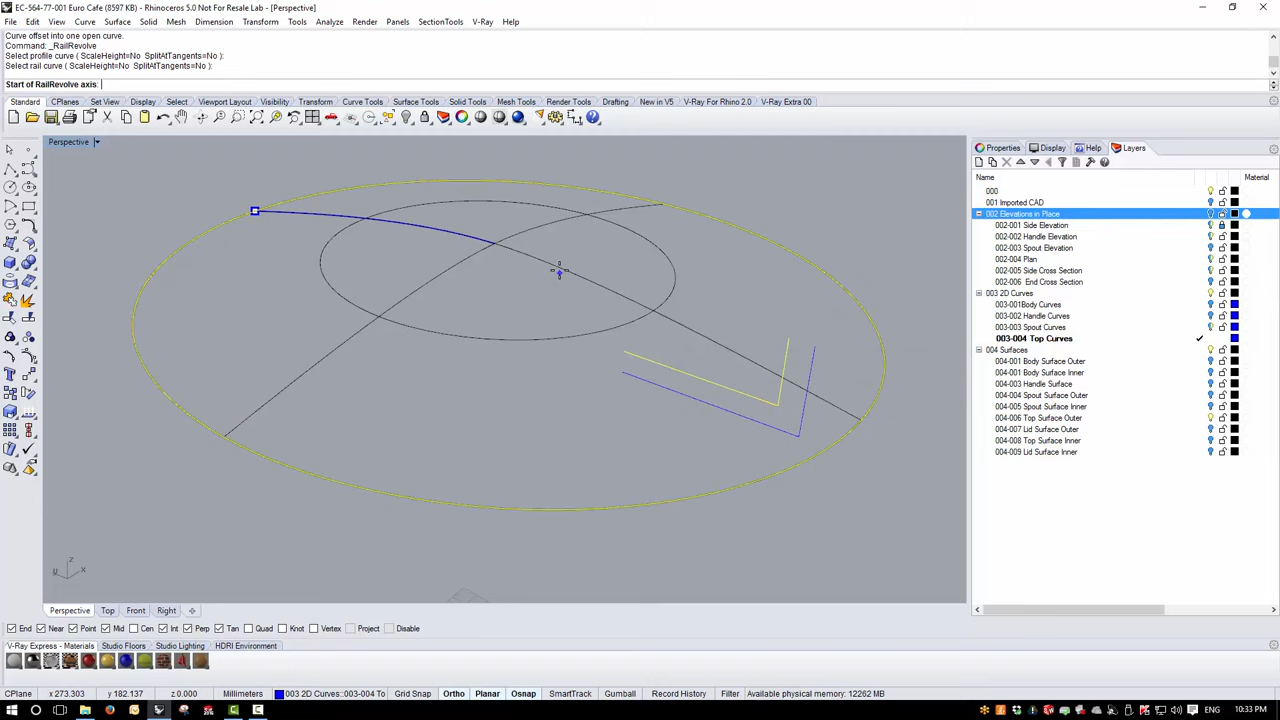 EC-564-77-001 Euro Cafe (8597 KB) - Rhinoceros 5.0 Not For Resale Lab - [Perspective]
File Edit View Curve Surface Solid Mesh Dimension Transform Tools Analyze Render Panels SectionTools V-Ray Help
Curve offset into one open curve.
Command: _RailRevolve
Select profile curve ( ScaleHeight=No SplitAtTangents=No ):
Select rail curve ( ScaleHeight=No SplitAtTangents=No ):
Start of RailRevolve axis:
Standard CPlanes Set View Display Select Viewport Layout Visibility Transform Curve Tools Surface Tools Solid Tools Mesh Tools Render Tools Drafting New in V5 V-Ray For Rhino 2.0 V-Ray Extra 00
Perspective
Properties Display Help Layers
Name Material
000
001 Imported CAD
002 Elevations in Place
002-001 Side Elevation
002-002 Handle Elevation
002-003 Spout Elevation
002-004 Plan
002-005 Side Cross Section
002-006 End Cross Section
003 2D Curves
003-001Body Curves
003-002 Handle Curves
003-003 Spout Curves
003-004 Top Curves
004 Surfaces
004-001 Body Surface Outer
004-001 Body Surface Inner
004-003 Handle Surface
004-004 Spout Surface Outer
004-005 Spout Surface Inner
004-006 Top Surface Outer
004-007 Lid Surface Outer
004-008 Top Surface Inner
004-009 Lid Surface Inner
z
x
Perspective Top Front Right
End Near Point Mid Cen Int Perp Tan Quad Knot Vertex Project Disable
V-Ray Express - Materials Studio Floors Studio Lighting HDRI Environment
CPlane x 273.303 y 182.137 z 0.000 Millimeters 003 2D Curves::003-004 To Grid Snap Ortho Planar Osnap SmartTrack Gumball Record History Filter Available physical memory: 12262 MB
ENG 10:33 PM